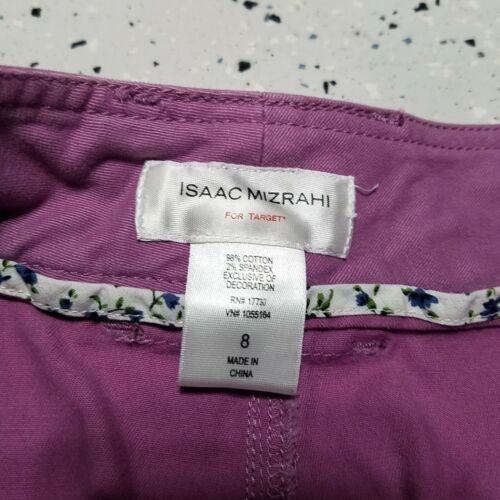 ISAAC MIZRAHI
FOR TARGET*
98% COTTON
2% SPANDEX
EXCLUSIVE OF
DECORATION
RN# 17730
VN# 1055164
8
MADE IN
CHINA